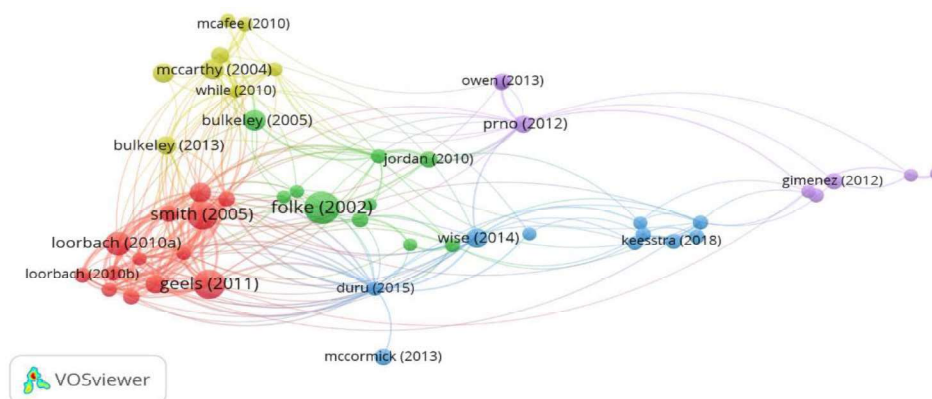 mcafee (2010)
mccarthy (2004)
while (2010)
bulkeley (2005)
bulkeley (2013)
owen (2013)
prno (2012)
jordan (2010)
gimenez (2012)
smith (2005)
folke (2002)
loorbach (2010a)
wise (2014)
keesstra (2018)
loorbach (2010b)
geels (2011)
duru (2015)
mccormick (2013)
VOSviewer